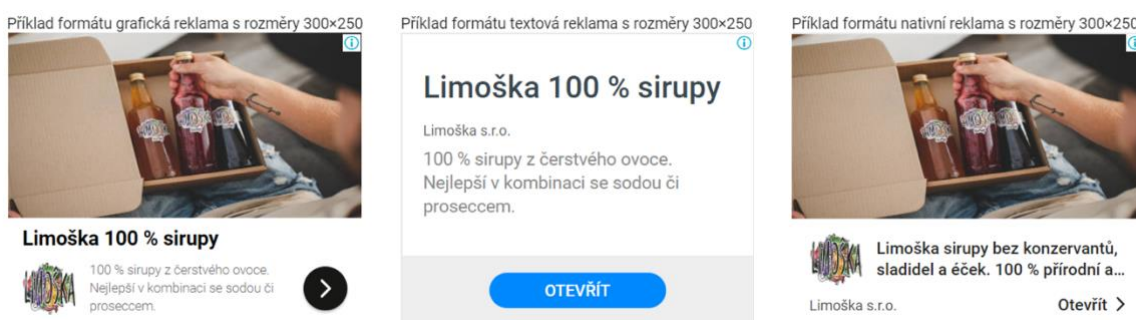 Příklad formátu grafická reklama s rozměry 300×250
Limoška 100 % sirupy
LIMOŠKA
100 % sirupy z čerstvého ovoce.
Nejlepší v kombinaci se sodou či
proseccem.
Příklad formátu textová reklama s rozměry 300×250
Limoška 100 % sirupy
Limoška s.r.o.
100 % sirupy z čerstvého ovoce.
Nejlepší v kombinaci se sodou či
proseccem.
OTEVŘÍT
Příklad formátu nativní reklama s rozměry 300×250
LIMOŠKA
Limoška sirupy bez konzervantů,
sladidel a éček. 100 % přírodní a...
Limoška s.r.o.
Otevřít